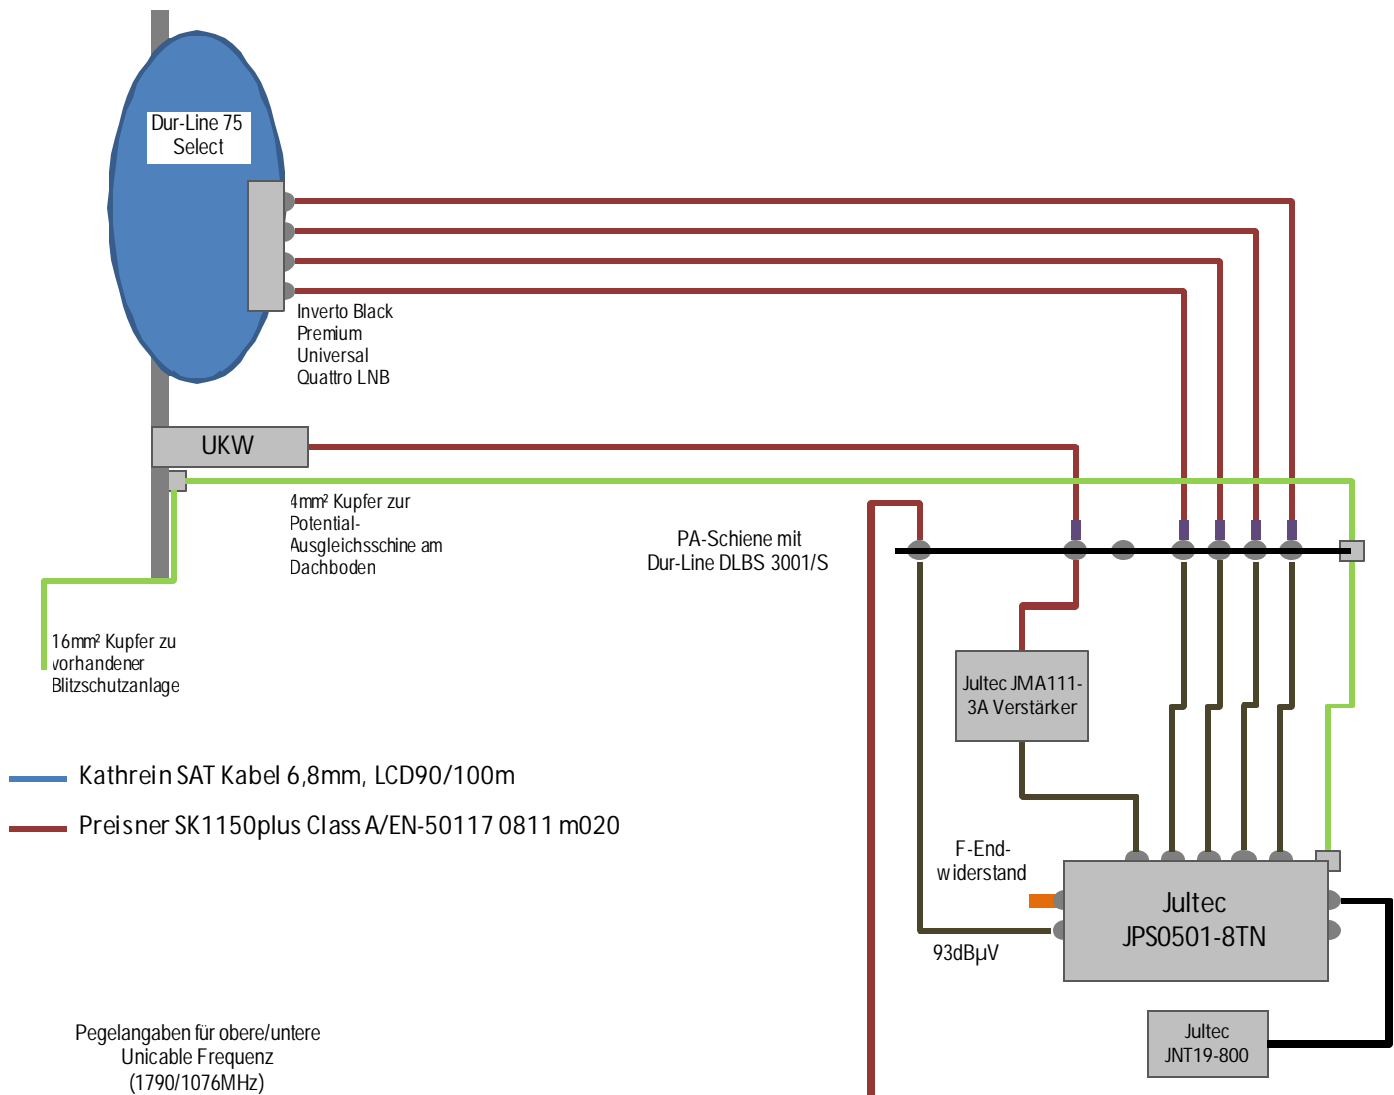 Dur-Line 75
Select
Inverto Black
Premium
Universal
Quattro LNB
UKW
4mm² Kupfer zur
Potential-
Ausgleichsschine am
Dachboden
PA-Schiene mit
Dur-Line DLBS 3001/S
16mm² Kupfer zu
vorhandener
Blitzschutzanlage
Jultec JMA111-
3A Verstärker
Kathrein SAT Kabel 6,8mm, LCD90/100m
Preisner SK1150plus Class A/EN-50117 0811 m020
F-End-
widerstand
Jultec
JPS0501-8TN
93dBµV
Jultec
JNT19-800
Pegelangaben für obere/untere
Unicable Frequenz
(1790/1076MHz)